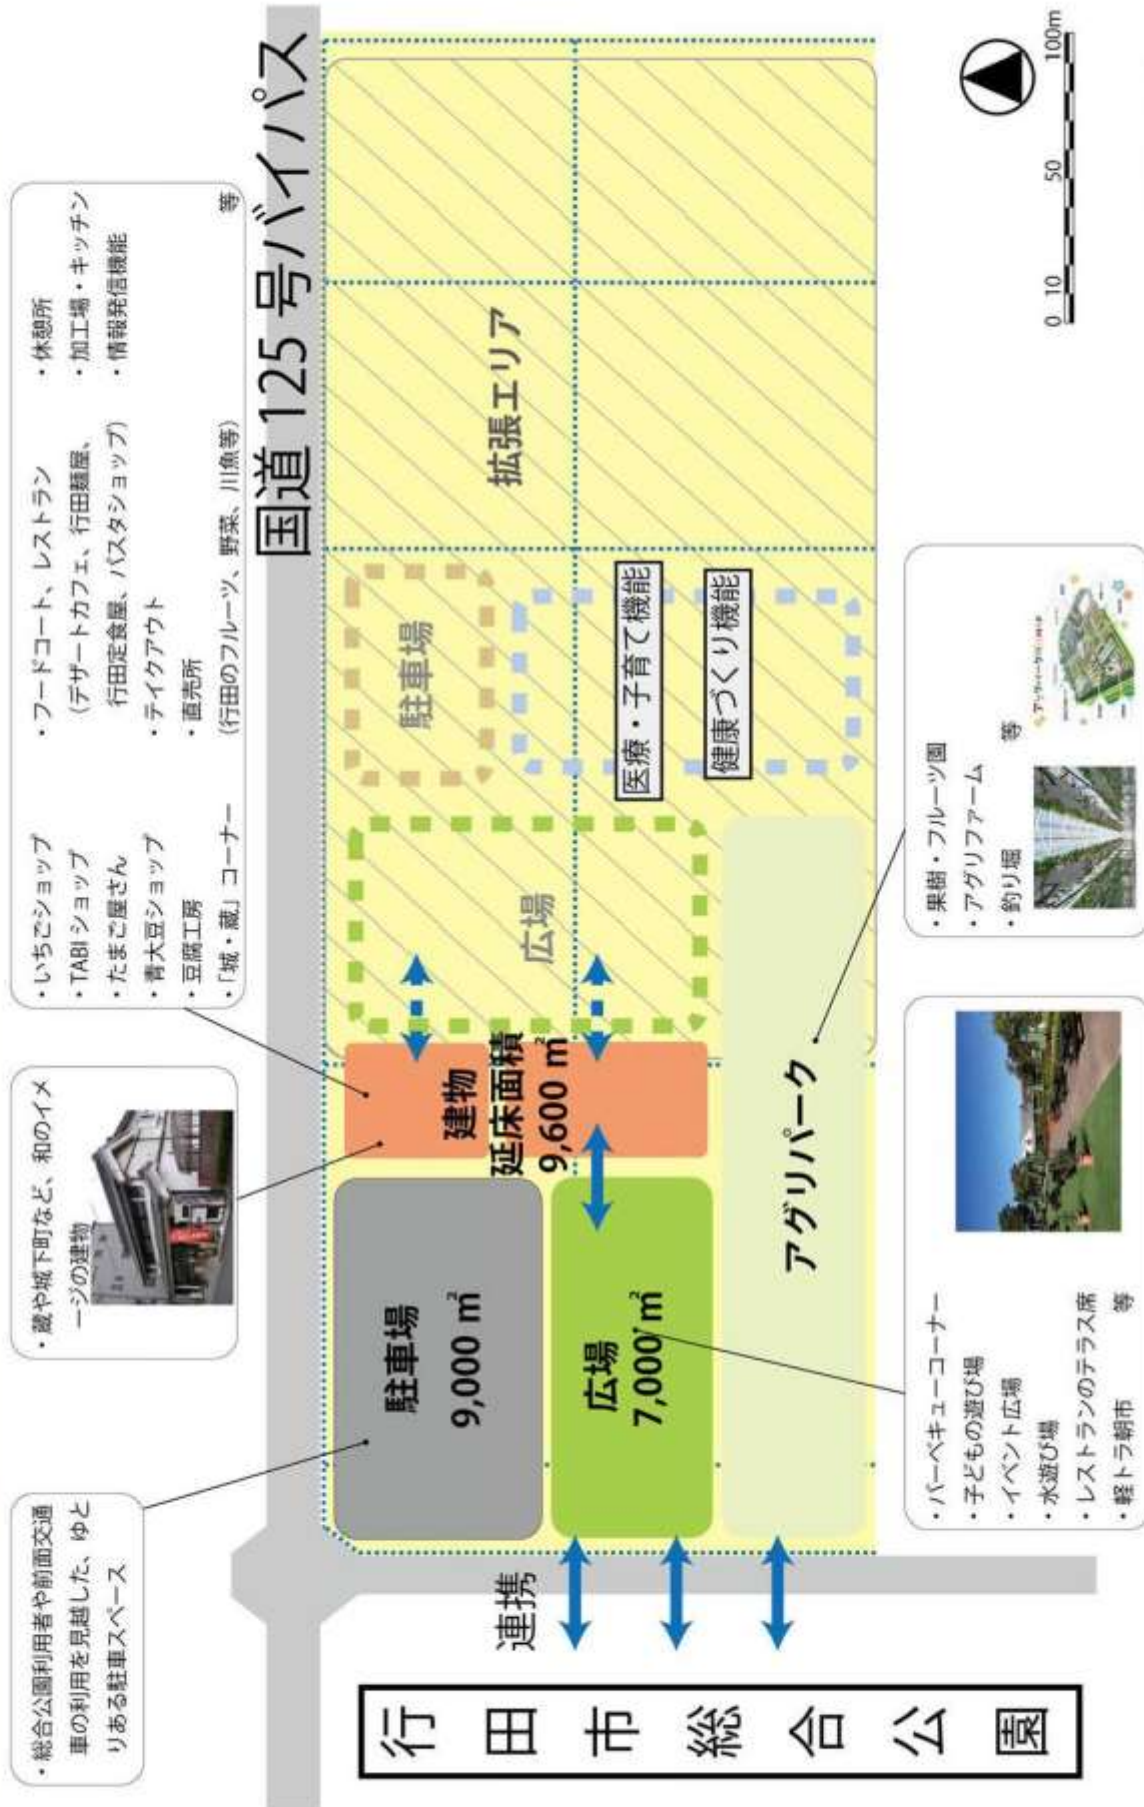 ・総合公園利用者や前面交通
車の利用を見越した、ゆと
りある駐車スペース
・蔵や城下町など、和のイメ
ージの建物
・いちごショップ
・TABI ショップ
・たまご屋さん
・青大豆ショップ
・豆腐工房
・「城・蔵」コーナー
・フードコート、レストラン
（デザートカフェ、行田麺屋、
行田定食屋、パスタショップ）
・テイクアウト
・直売所
（行田のフルーツ、野菜、川魚等）
・休憩所
・加工場・キッチン
・情報発信機能
等
国道 125 号バイパス
行田市総合公園
連携
駐車場
9,000 ㎡
広場
7,000 ㎡
建物
延床面積
9,600 ㎡
アグリパーク
広場
駐車場
医療・子育て機能
健康づくり機能
拡張エリア
・バーベキューコーナー
・子どもの遊び場
・イベント広場
・水遊び場
・レストランのテラス席
・軽トラ朝市 等
・果樹・フルーツ園
・アグリファーム
・釣り堀 等
0 10 50 100m